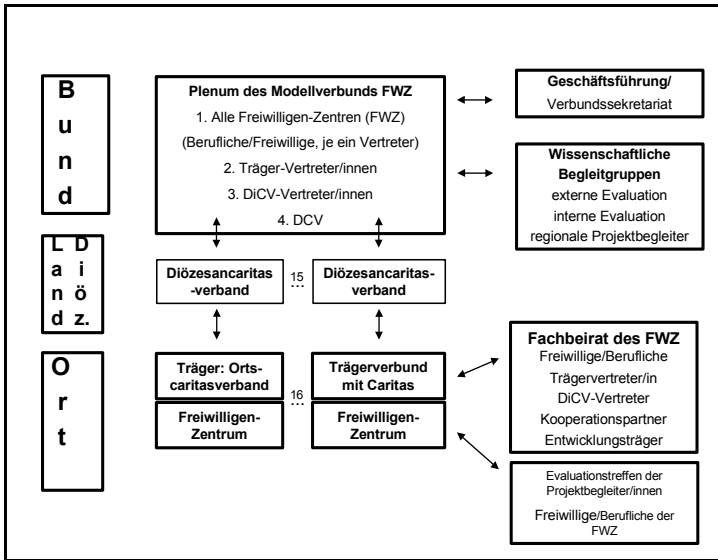 B
u
n
d
Plenum des Modellverbunds FWZ
1. Alle Freiwilligen-Zentren (FWZ)
(Berufliche/Freiwillige, je ein Vertreter)
2. Träger-Vertreter/innen
3. DiCV-Vertreter/innen
4. DCV
Geschäftsführung/
Verbundssekretariat
Wissenschaftliche
Begleitgruppen
externe Evaluation
interne Evaluation
regionale Projektbegleiter
L D
a i
n ö
d z.
Diözesancaritas
-verband
15
...
Diözesancaritas-
verband
O
r
t
Träger: Orts-
caritasverband
Freiwilligen-
Zentrum
16
...
Trägerverbund
mit Caritas
Freiwilligen-
Zentrum
Fachbeirat des FWZ
Freiwillige/Berufliche
Trägervertreter/in
DiCV-Vertreter
Kooperationspartner
Entwicklungsträger
Evaluationstreffen der
Projektbegleiter/innen
Freiwillige/Berufliche der
FWZ